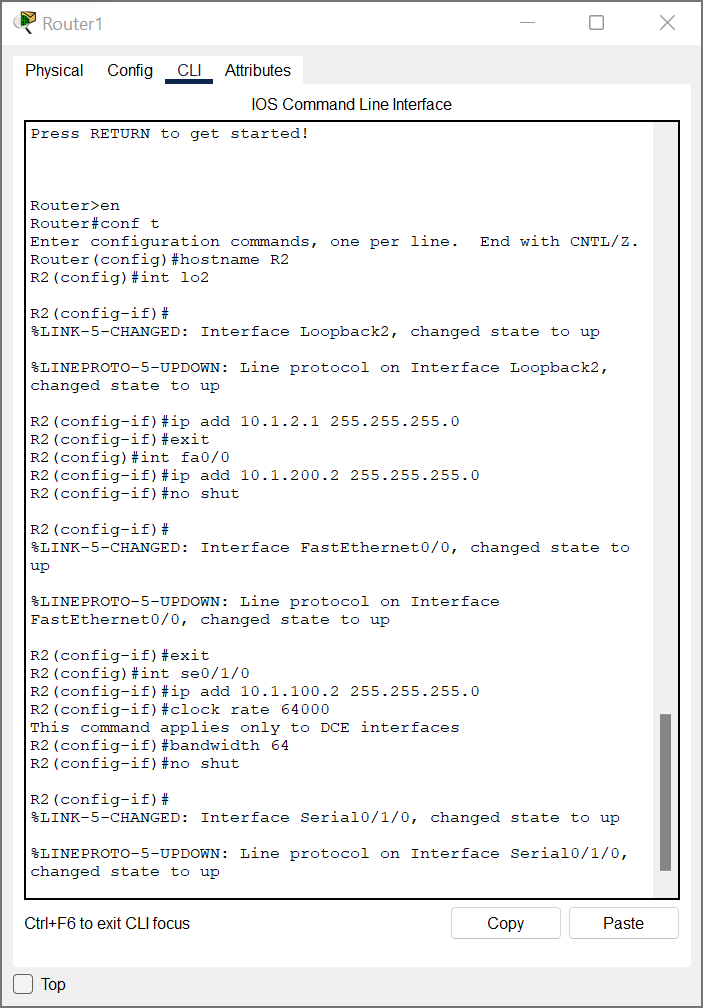 Router1
Physical Config CLI Attributes
IOS Command Line Interface
Press RETURN to get started!
Router>en
Router#conf t
Enter configuration commands, one per line.  End with CNTL/Z.
Router(config)#hostname R2
R2(config)#int lo2
R2(config-if)#
%LINK-5-CHANGED: Interface Loopback2, changed state to up
%LINEPROTO-5-UPDOWN: Line protocol on Interface Loopback2,
changed state to up
R2(config-if)#ip add 10.1.2.1 255.255.255.0
R2(config-if)#exit
R2(config)#int fa0/0
R2(config-if)#ip add 10.1.200.2 255.255.255.0
R2(config-if)#no shut
R2(config-if)#
%LINK-5-CHANGED: Interface FastEthernet0/0, changed state to
up
%LINEPROTO-5-UPDOWN: Line protocol on Interface
FastEthernet0/0, changed state to up
R2(config-if)#exit
R2(config)#int se0/1/0
R2(config-if)#ip add 10.1.100.2 255.255.255.0
R2(config-if)#clock rate 64000
This command applies only to DCE interfaces
R2(config-if)#bandwidth 64
R2(config-if)#no shut
R2(config-if)#
%LINK-5-CHANGED: Interface Serial0/1/0, changed state to up
%LINEPROTO-5-UPDOWN: Line protocol on Interface Serial0/1/0,
changed state to up
Ctrl+F6 to exit CLI focus
Copy Paste
Top